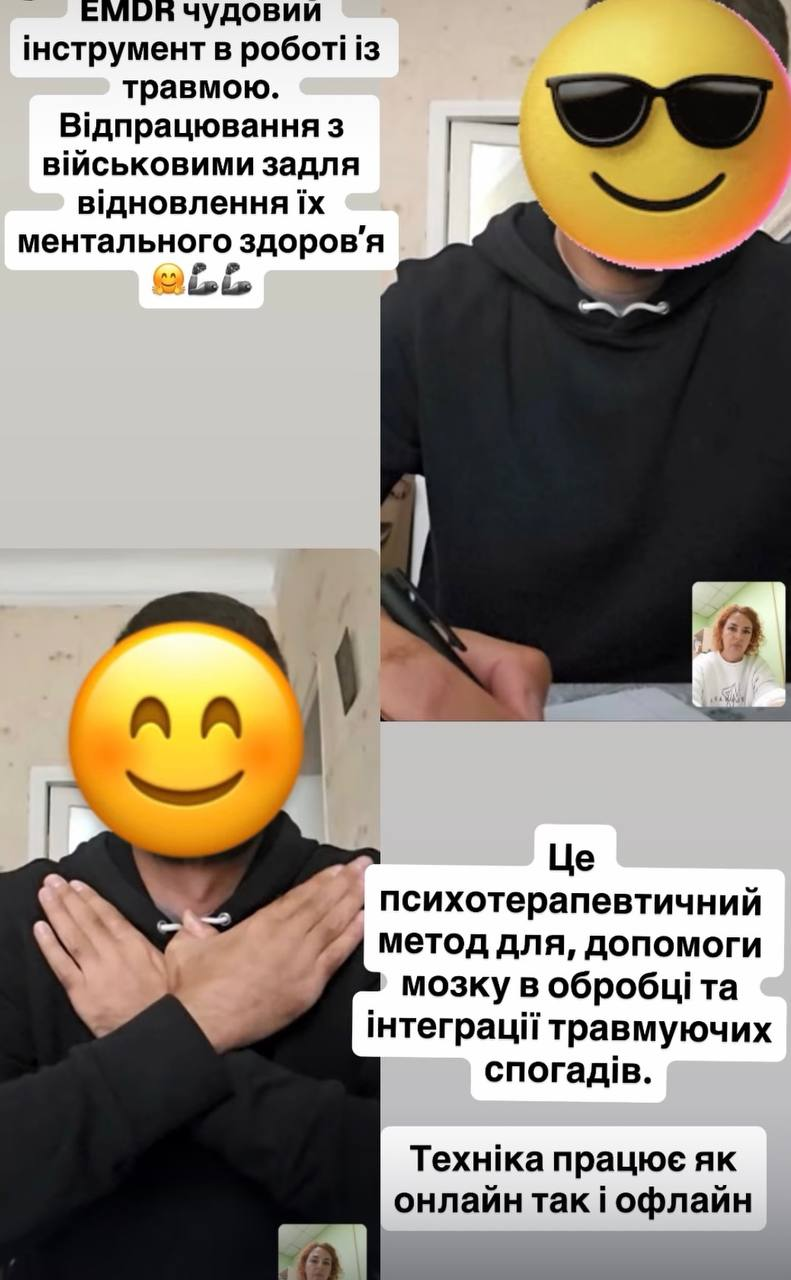 EMDR чудовий
інструмент в роботі із
травмою.
Відпрацювання з
військовими задля
відновлення їх
ментального здоров’я
🤗🦾🦾
Це
психотерапевтичний
метод для, допомоги
мозку в обробці та
інтеграції травмуючих
спогадів.
Техніка працює як
онлайн так і офлайн